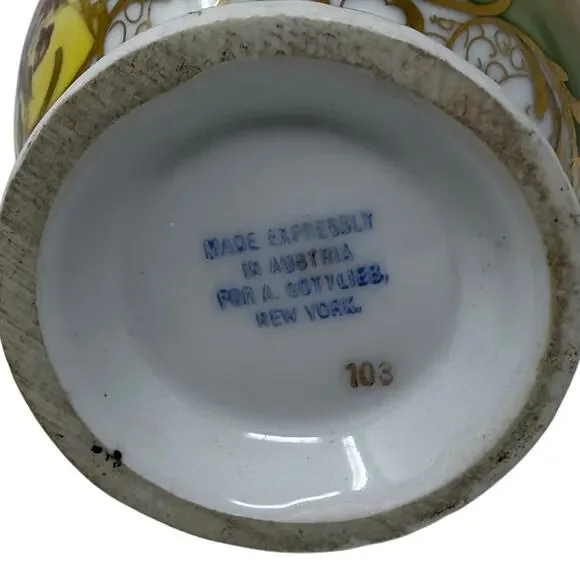 MADE EXPRESSLY
IN AUSTRIA
FOR A. GOTTLIEB,
NEW YORK.
103